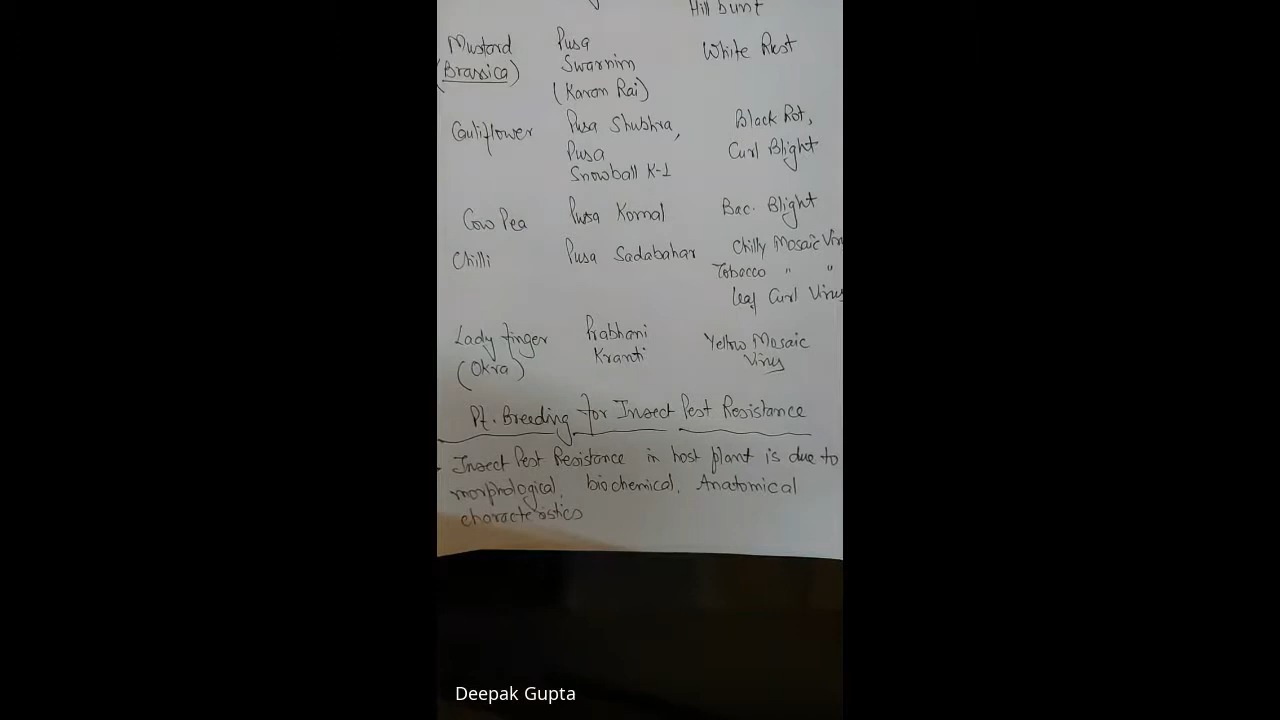 Hill bunt
Mustard Pusa White Rust
(Brassica) Swarnim
(Karan Rai)
Cauliflower Pusa Shubhra, Black Rot,
Pusa Curl Blight
Snowball K-1
Cow Pea Pusa Komal Bac. Blight
Chilli Pusa Sadabahar Chilly Mosaic Viru
Tobacco " "
Leaf Curl Virus
Lady finger Prabhani Yellow Mosaic
(Okra) Kranti Virus
Pt. Breeding for Insect Pest Resistance
Insect Pest Resistance in host plant is due to
morphological, biochemical, Anatomical
characteristics
Deepak Gupta